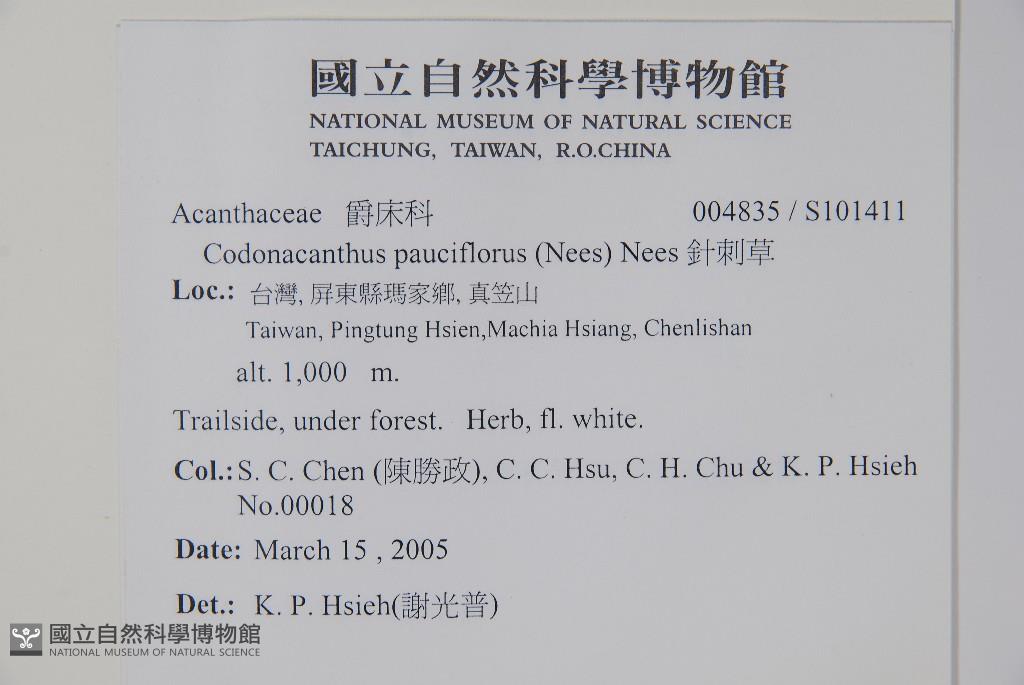 國立自然科學博物館
NATIONAL MUSEUM OF NATURAL SCIENCE
TAICHUNG, TAIWAN, R.O.CHINA
Acanthaceae 爵床科 004835 / S101411
Codonacanthus pauciflorus (Nees) Nees 針刺草
Loc.: 台灣, 屏東縣瑪家鄉, 真笠山
Taiwan, Pingtung Hsien,Machia Hsiang, Chenlishan
alt. 1,000 m.
Trailside, under forest. Herb, fl. white.
Col.: S. C. Chen (陳勝政), C. C. Hsu, C. H. Chu & K. P. Hsieh
No.00018
Date: March 15 , 2005
Det.: K. P. Hsieh(謝光普)
國立自然科學博物館
NATIONAL MUSEUM OF NATURAL SCIENCE